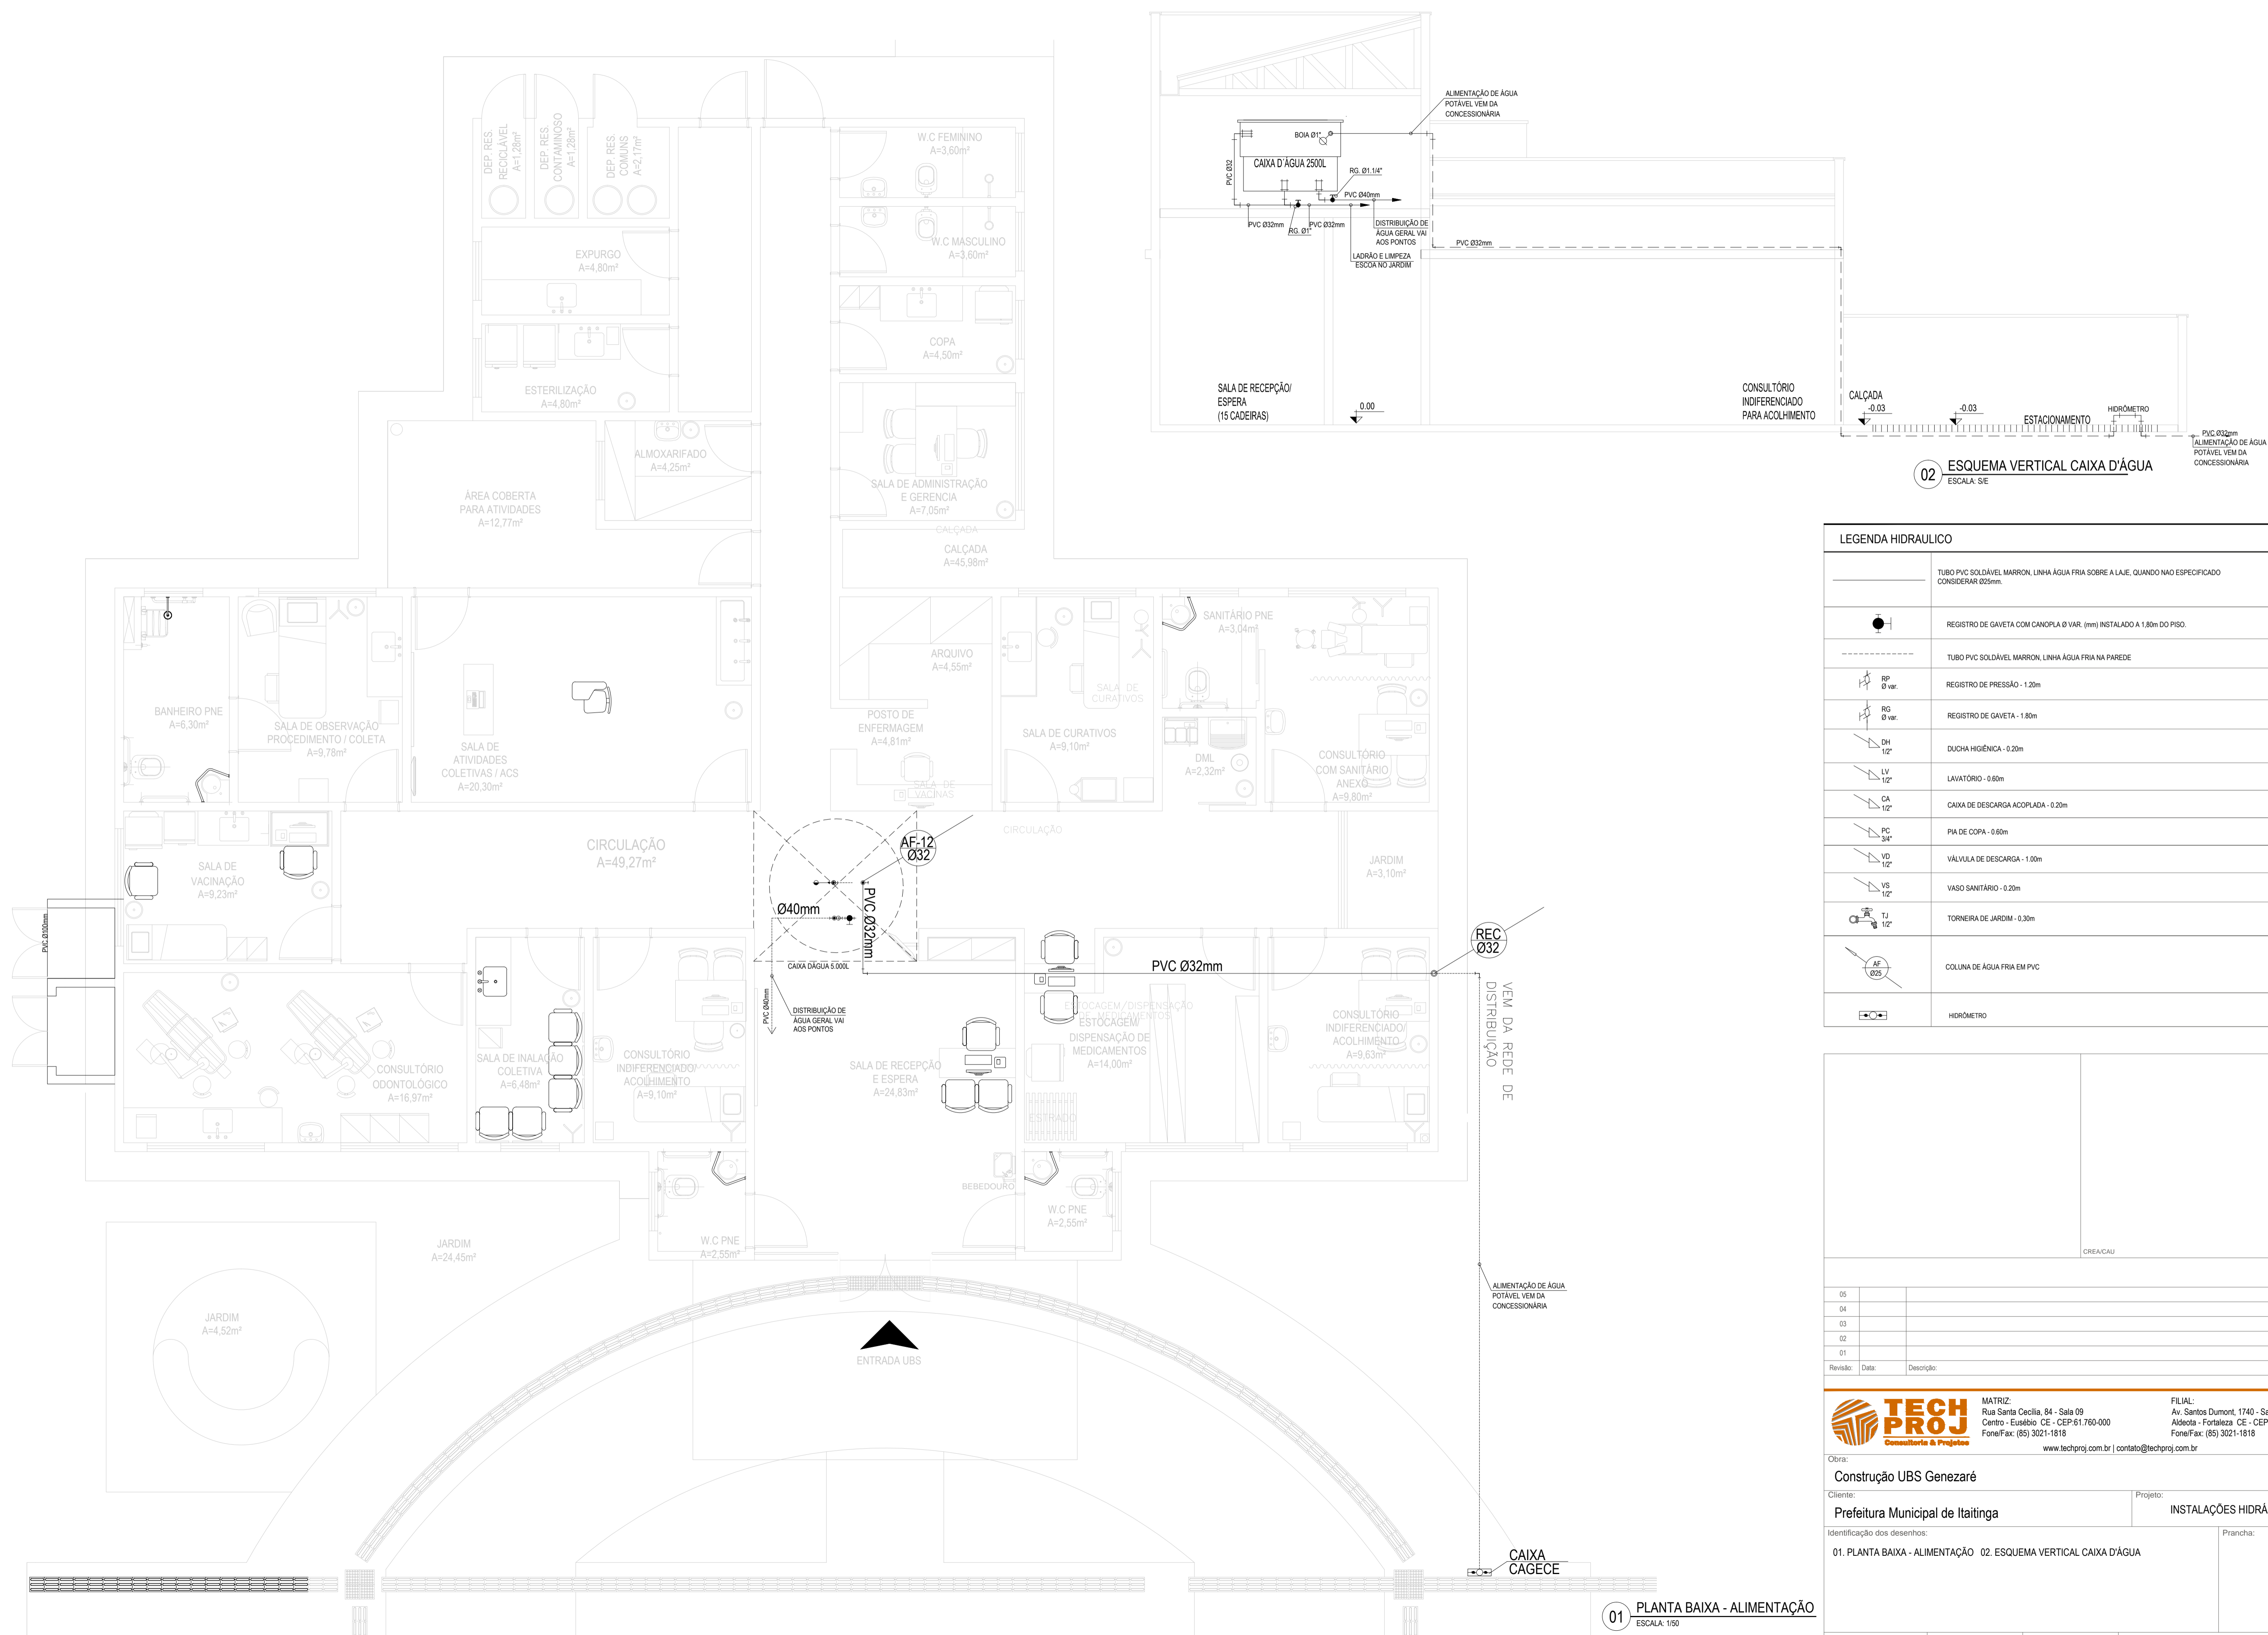 DEP. RES.
RECICLÁVEL
A=1,28m²
DEP. RES.
CONTAMINOSO
A=1,28m²
DEP. RES.
COMUNS
A=2,17m²
W.C FEMININO
A=3,60m²
W.C MASCULINO
A=3,60m²
EXPURGO
A=4,80m²
COPA
A=4,50m²
ESTERILIZAÇÃO
A=4,80m²
ALMOXARIFADO
A=4,25m²
SALA DE ADMINISTRAÇÃO
E GERENCIA
A=7,05m²
ÁREA COBERTA
PARA ATIVIDADES
A=12,77m²
CALÇADA
CALÇADA
A=45,98m²
BANHEIRO PNE
A=6,30m²
SALA DE OBSERVAÇÃO
PROCEDIMENTO / COLETA
A=9,78m²
SALA DE
ATIVIDADES
COLETIVAS / ACS
A=20,30m²
ARQUIVO
A=4,55m²
POSTO DE
ENFERMAGEM
A=4,81m²
SALA DE
VACINAS
SALA DE
CURATIVOS
SALA DE CURATIVOS
A=9,10m²
SANITÁRIO PNE
A=3,04m²
DML
A=2,32m²
CONSULTÓRIO
COM SANITÁRIO
ANEXO
A=9,80m²
SALA DE
VACINAÇÃO
A=9,23m²
CIRCULAÇÃO
A=49,27m²
CIRCULAÇÃO
AF-12
Ø32
JARDIM
A=3,10m²
Ø40mm
PVC Ø32mm
CAIXA DÁGUA 5.000L
PVC Ø32mm
REC
Ø32
PVC Ø100mm
PVC Ø40mm
DISTRIBUIÇÃO DE
ÁGUA GERAL VAI
AOS PONTOS
VEM DA REDE DE
DISTRIBUIÇÃO
CONSULTÓRIO
ODONTOLÓGICO
A=16,97m²
SALA DE INALAÇÃO
COLETIVA
A=6,48m²
CONSULTÓRIO
INDIFERENCIADO/
ACOLHIMENTO
A=9,10m²
SALA DE RECEPÇÃO
E ESPERA
A=24,83m²
ESTOCAGEM/DISPENSAÇÃO
DE MEDICAMENTOS
ESTOCAGEM/
DISPENSAÇÃO DE
MEDICAMENTOS
A=14,00m²
ESTRADO
CONSULTÓRIO
INDIFERENCIADO/
ACOLHIMENTO
A=9,63m²
BEBEDOURO
W.C PNE
A=2,55m²
W.C PNE
A=2,55m²
JARDIM
A=24,45m²
JARDIM
A=4,52m²
ENTRADA UBS
ALIMENTAÇÃO DE ÁGUA
POTÁVEL VEM DA
CONCESSIONÁRIA
CAIXA
CAGECE
01
PLANTA BAIXA - ALIMENTAÇÃO
ESCALA: 1/50
ALIMENTAÇÃO DE ÁGUA
POTÁVEL VEM DA
CONCESSIONÁRIA
BOIA Ø1"
CAIXA D´ÁGUA 2500L
PVC Ø32
RG. Ø1.1/4"
PVC Ø40mm
PVC Ø32mm
RG. Ø1"
PVC Ø32mm
DISTRIBUIÇÃO DE
ÁGUA GERAL VAI
AOS PONTOS
LADRÃO E LIMPEZA
ESCOA NO JARDIM
PVC Ø32mm
SALA DE RECEPÇÃO/
ESPERA
(15 CADEIRAS)
0.00
CONSULTÓRIO
INDIFERENCIADO
PARA ACOLHIMENTO
CALÇADA
-0.03
-0.03
ESTACIONAMENTO
HIDRÔMETRO
PVC Ø32mm
ALIMENTAÇÃO DE ÁGUA
POTÁVEL VEM DA
CONCESSIONÁRIA
02
ESQUEMA VERTICAL CAIXA D'ÁGUA
ESCALA: S/E
LEGENDA HIDRAULICO
TUBO PVC SOLDÁVEL MARRON, LINHA ÁGUA FRIA SOBRE A LAJE, QUANDO NAO ESPECIFICADO
CONSIDERAR Ø25mm.
REGISTRO DE GAVETA COM CANOPLA Ø VAR. (mm) INSTALADO A 1,80m DO PISO.
TUBO PVC SOLDÁVEL MARRON, LINHA ÁGUA FRIA NA PAREDE
RP
Ø var.
REGISTRO DE PRESSÃO - 1.20m
RG
Ø var.
REGISTRO DE GAVETA - 1.80m
DH
1/2"
DUCHA HIGIÊNICA - 0.20m
LV
1/2"
LAVATÓRIO - 0.60m
CA
1/2"
CAIXA DE DESCARGA ACOPLADA - 0.20m
PC
3/4"
PIA DE COPA - 0.60m
VD
1/2"
VÁLVULA DE DESCARGA - 1.00m
VS
1/2"
VASO SANITÁRIO - 0.20m
TJ
1/2"
TORNEIRA DE JARDIM - 0,30m
AF
Ø25
COLUNA DE ÁGUA FRIA EM PVC
HIDRÔMETRO
CREA/CAU
05
04
03
02
01
Revisão: Data: Descrição:
TECH
PROJ
Consultoria & Projetos
MATRIZ:
Rua Santa Cecília, 84 - Sala 09
Centro - Eusébio CE - CEP:61.760-000
Fone/Fax: (85) 3021-1818
FILIAL:
Av. Santos Dumont, 1740 - Sa
Aldeota - Fortaleza CE - CEP
Fone/Fax: (85) 3021-1818
www.techproj.com.br | contato@techproj.com.br
Obra:
Construção UBS Genezaré
Cliente:
Prefeitura Municipal de Itaitinga
Projeto:
INSTALAÇÕES HIDRÁ
Identificação dos desenhos:
01. PLANTA BAIXA - ALIMENTAÇÃO 02. ESQUEMA VERTICAL CAIXA D'ÁGUA
Prancha: